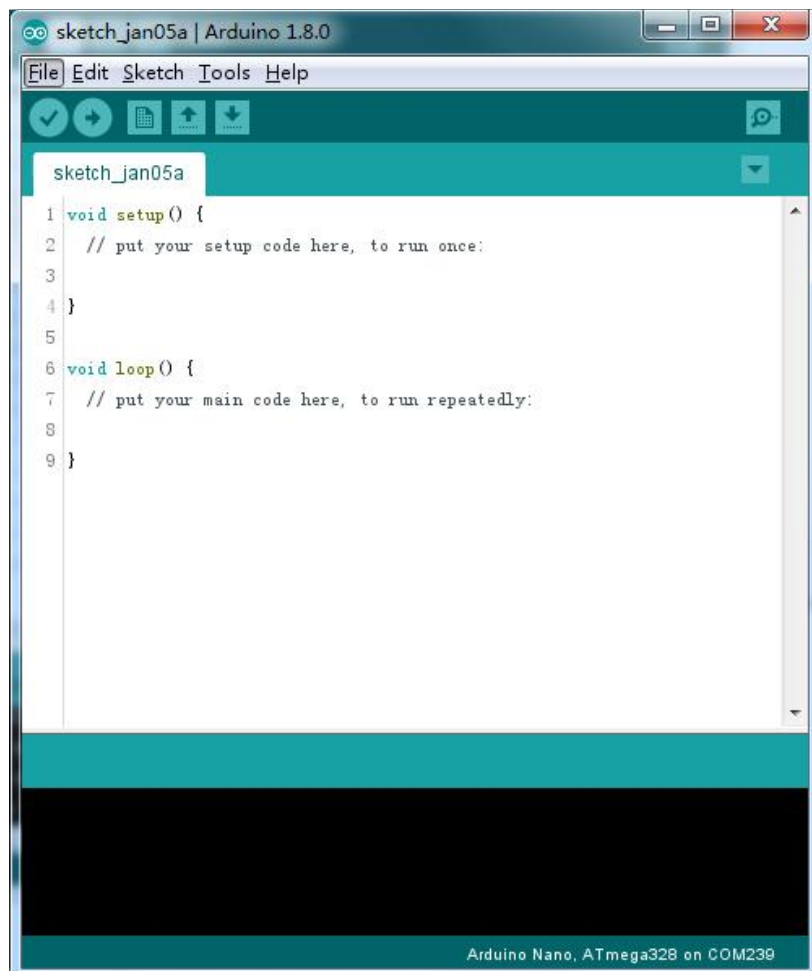 sketch_jan05a | Arduino 1.8.0
File Edit Sketch Tools Help
sketch_jan05a
1 void setup() {
2 // put your setup code here, to run once:
3
4 }
5
6 void loop() {
7 // put your main code here, to run repeatedly:
8
9 }
Arduino Nano, ATmega328 on COM239